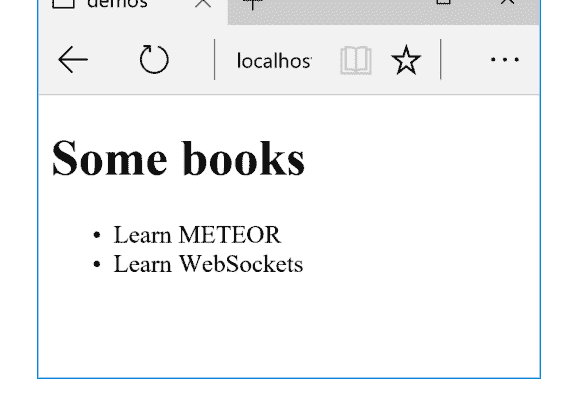 demos
localhos
Some books
• Learn METEOR
• Learn WebSockets